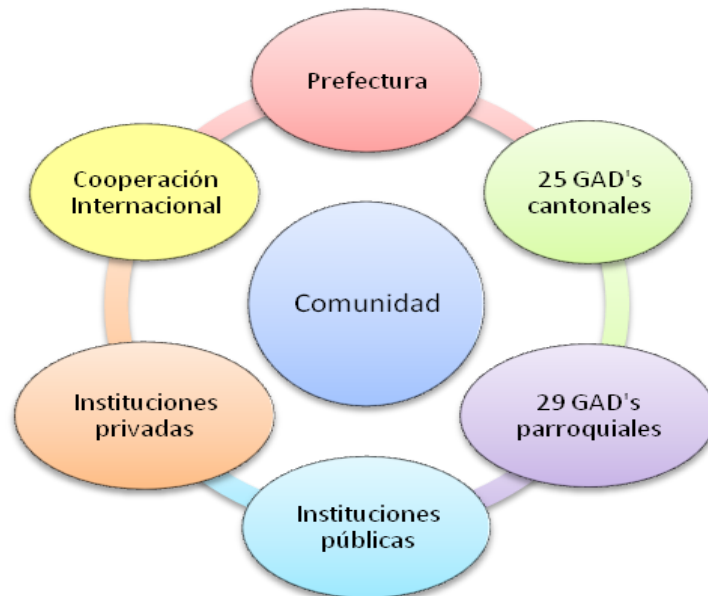 Prefectura
25 GAD's
cantonales
29 GAD's
parroquiales
Instituciones
públicas
Instituciones
privadas
Cooperación
Internacional
Comunidad